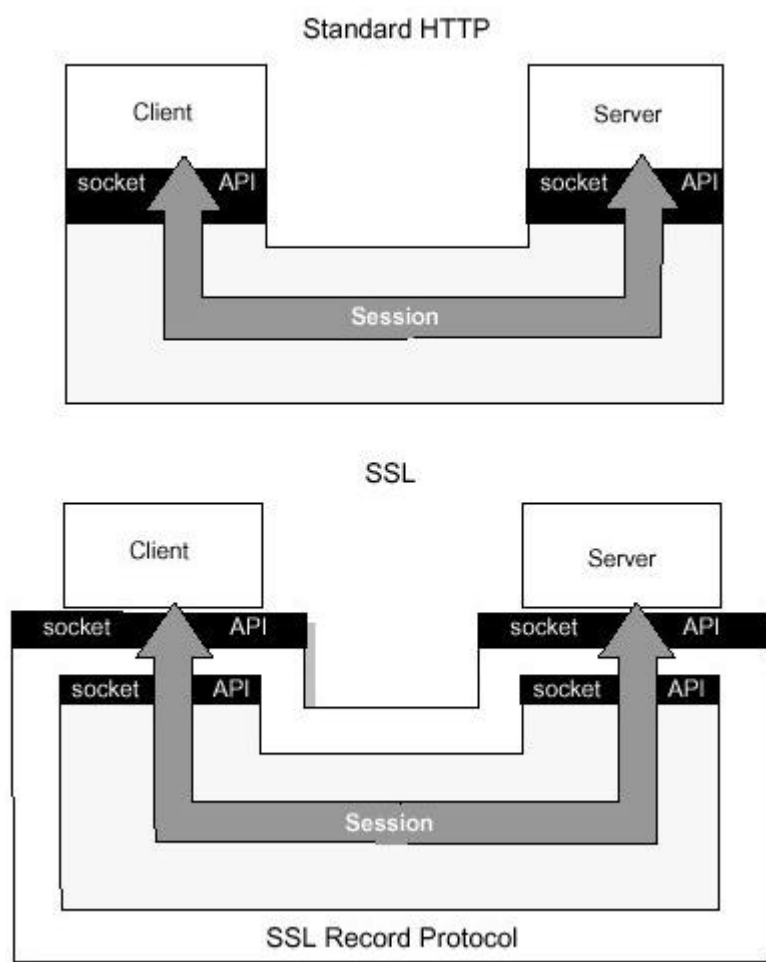 Standard HTTP
Client Server
socket API socket API
Session
SSL
Client Server
socket API socket API
socket API socket API
Session
SSL Record Protocol